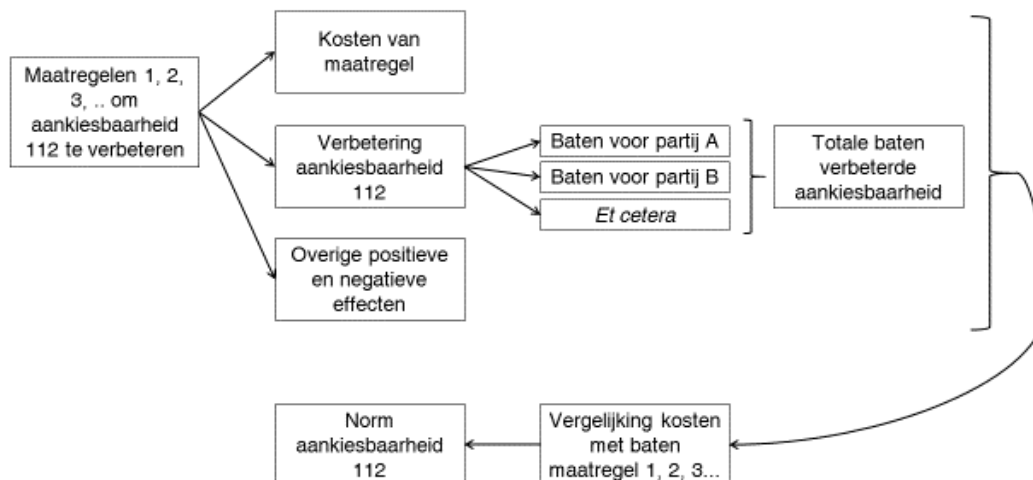 Maatregelen 1, 2,
3, .. om
aankiesbaarheid
112 te verbeteren
Kosten van
maatregel
Verbetering
aankiesbaarheid
112
Baten voor partij A
Baten voor partij B
Et cetera
Totale baten
verbeterde
aankiesbaarheid
Overige positieve
en negatieve
effecten
Norm
aankiesbaarheid
112
Vergelijking kosten
met baten
maatregel 1, 2, 3...